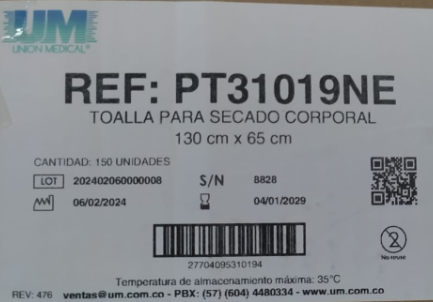 UM
UNION MEDICAL®
REF: PT31019NE
TOALLA PARA SECADO CORPORAL
130 cm x 65 cm
CANTIDAD: 150 UNIDADES
LOT 202402060000008 S/N 8828
06/02/2024 04/01/2029
27704095310194
No reuse
Temperatura de almacenamiento máxima: 35°C
REV: 476 ventas@um.com.co - PBX: (57) (604) 4480334 - www.um.com.co